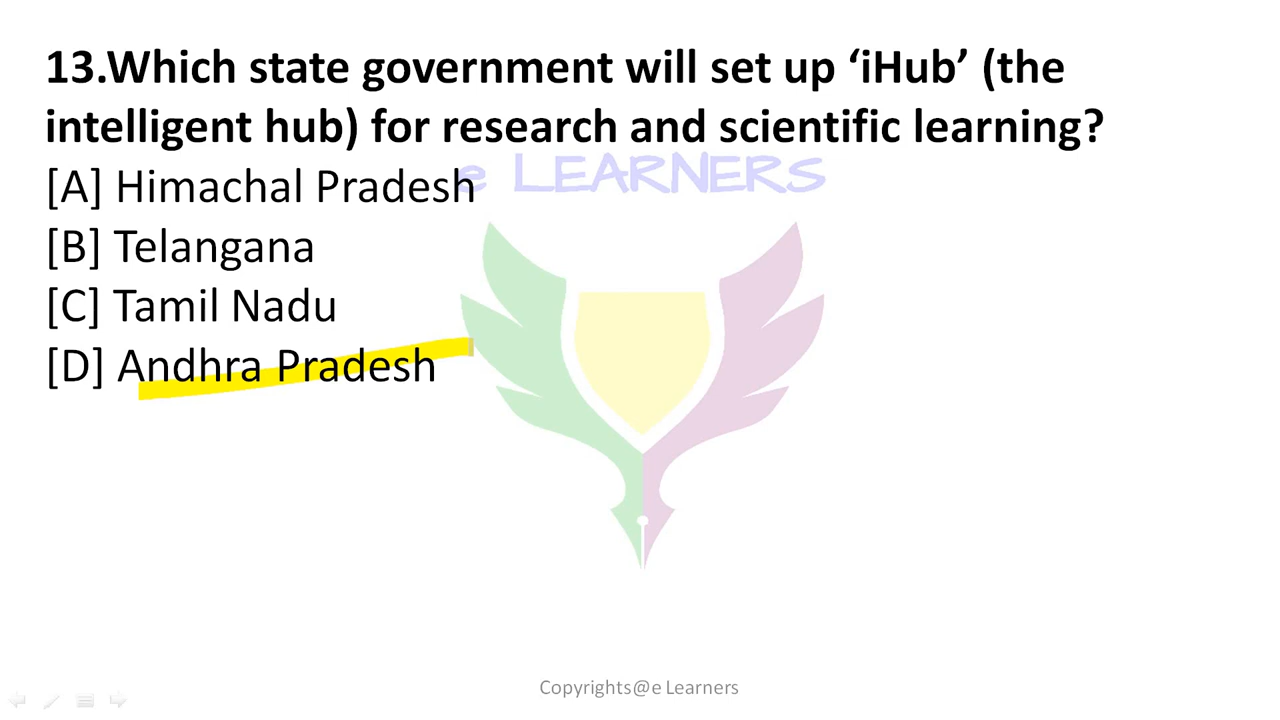 13.Which state government will set up ‘iHub’ (the
intelligent hub) for research and scientific learning?
e LEARNERS
[A] Himachal Pradesh
[B] Telangana
[C] Tamil Nadu
[D] Andhra Pradesh
Copyrights@e Learners